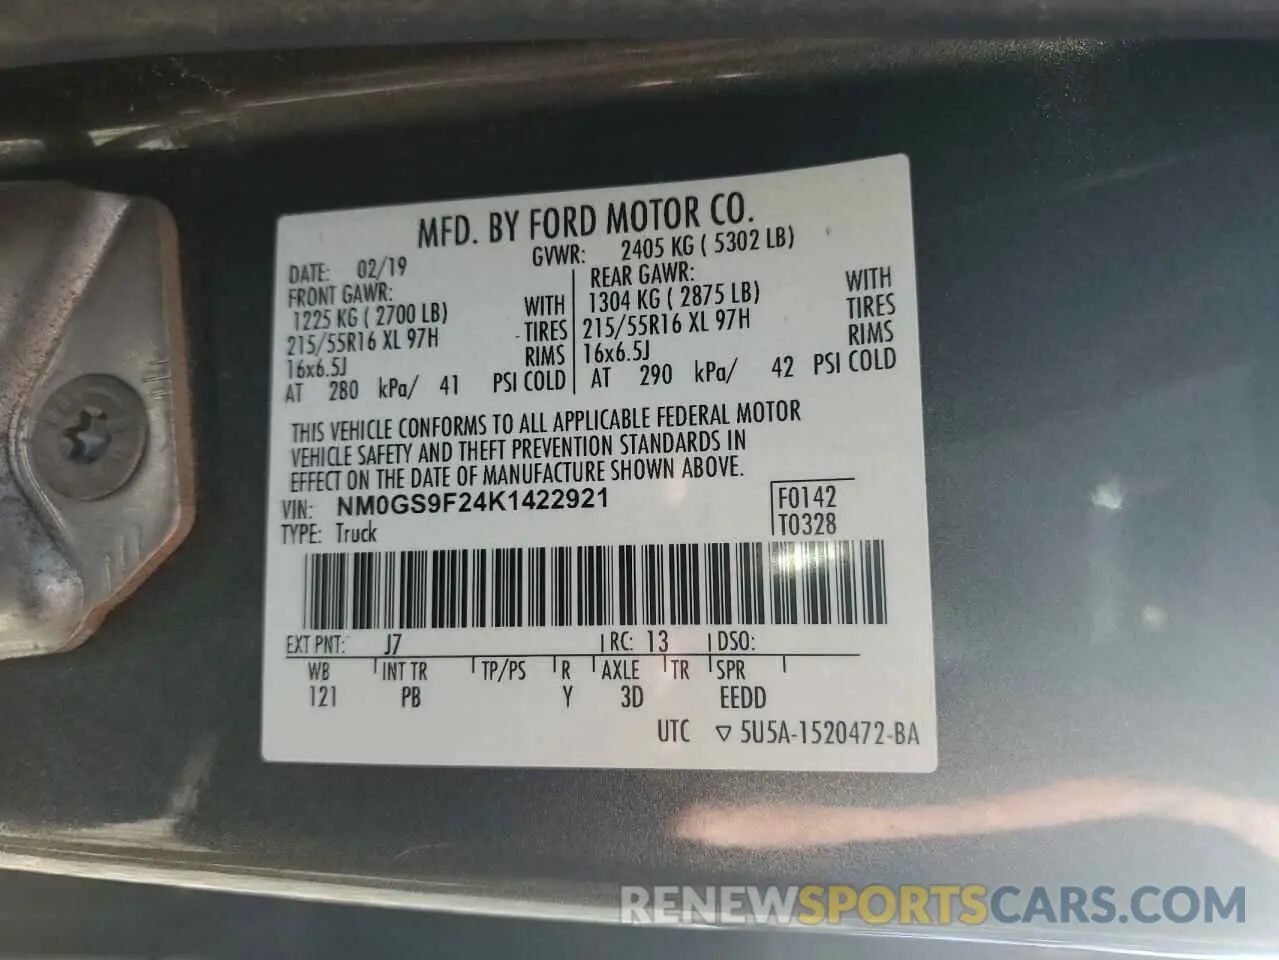 MFD. BY FORD MOTOR CO.
DATE: 02/19 GVWR: 2405 KG ( 5302 LB)
FRONT GAWR: REAR GAWR:
1225 KG ( 2700 LB) WITH 1304 KG ( 2875 LB) WITH
215/55R16 XL 97H TIRES 215/55R16 XL 97H TIRES
16x6.5J RIMS 16x6.5J RIMS
AT 280 kPa/ 41 PSI COLD AT 290 kPa/ 42 PSI COLD
THIS VEHICLE CONFORMS TO ALL APPLICABLE FEDERAL MOTOR
VEHICLE SAFETY AND THEFT PREVENTION STANDARDS IN
EFFECT ON THE DATE OF MANUFACTURE SHOWN ABOVE.
VIN: NM0GS9F24K1422921 F0142
TYPE: Truck T0328
EXT PNT: J7 RC: 13 DSO:
WB INT TR TP/PS R AXLE TR SPR
121 PB Y 3D EEDD
UTC ▽ 5U5A-1520472-BA
RENEWSPORTSCARS.COM